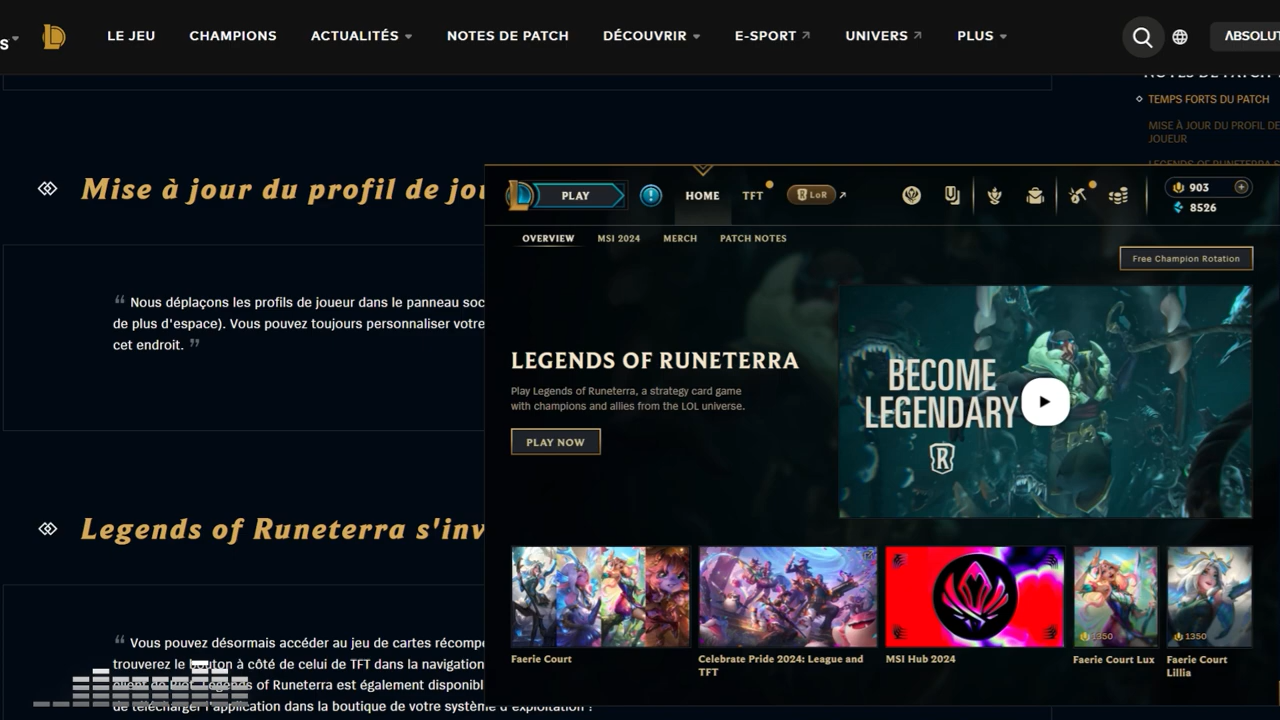 S
LE JEU
CHAMPIONS
ACTUALITÉS
NOTES DE PATCH
DÉCOUVRIR
E-SPORT
UNIVERS
PLUS
TEMPS FORTS DU PATCH
MISE À JOUR DU PROFIL DE
JOUEUR
Mise à jour du profil de jou
“ Nous déplaçons les profils de joueur dans le panneau soc
de plus d'espace). Vous pouvez toujours personnaliser votre
cet endroit. ”
Legends of Runeterra s'inv
“ Vous pouvez désormais accéder au jeu de cartes récompe
trouverez le bouton à côté de celui de TFT dans la navigation
client de Riot. Legends of Runeterra est également disponibl
de télécharger l'application dans la boutique de votre système d'exploitation !
PLAY
HOME
TFT
LoR
903
8526
OVERVIEW
MSI 2024
MERCH
PATCH NOTES
Free Champion Rotation
LEGENDS OF RUNETERRA
Play Legends of Runeterra, a strategy card game
with champions and allies from the LOL universe.
PLAY NOW
BECOME
LEGENDARY
R
1350
1350
Faerie Court
Celebrate Pride 2024: League and
TFT
MSI Hub 2024
Faerie Court Lux
Faerie Court
Lillia